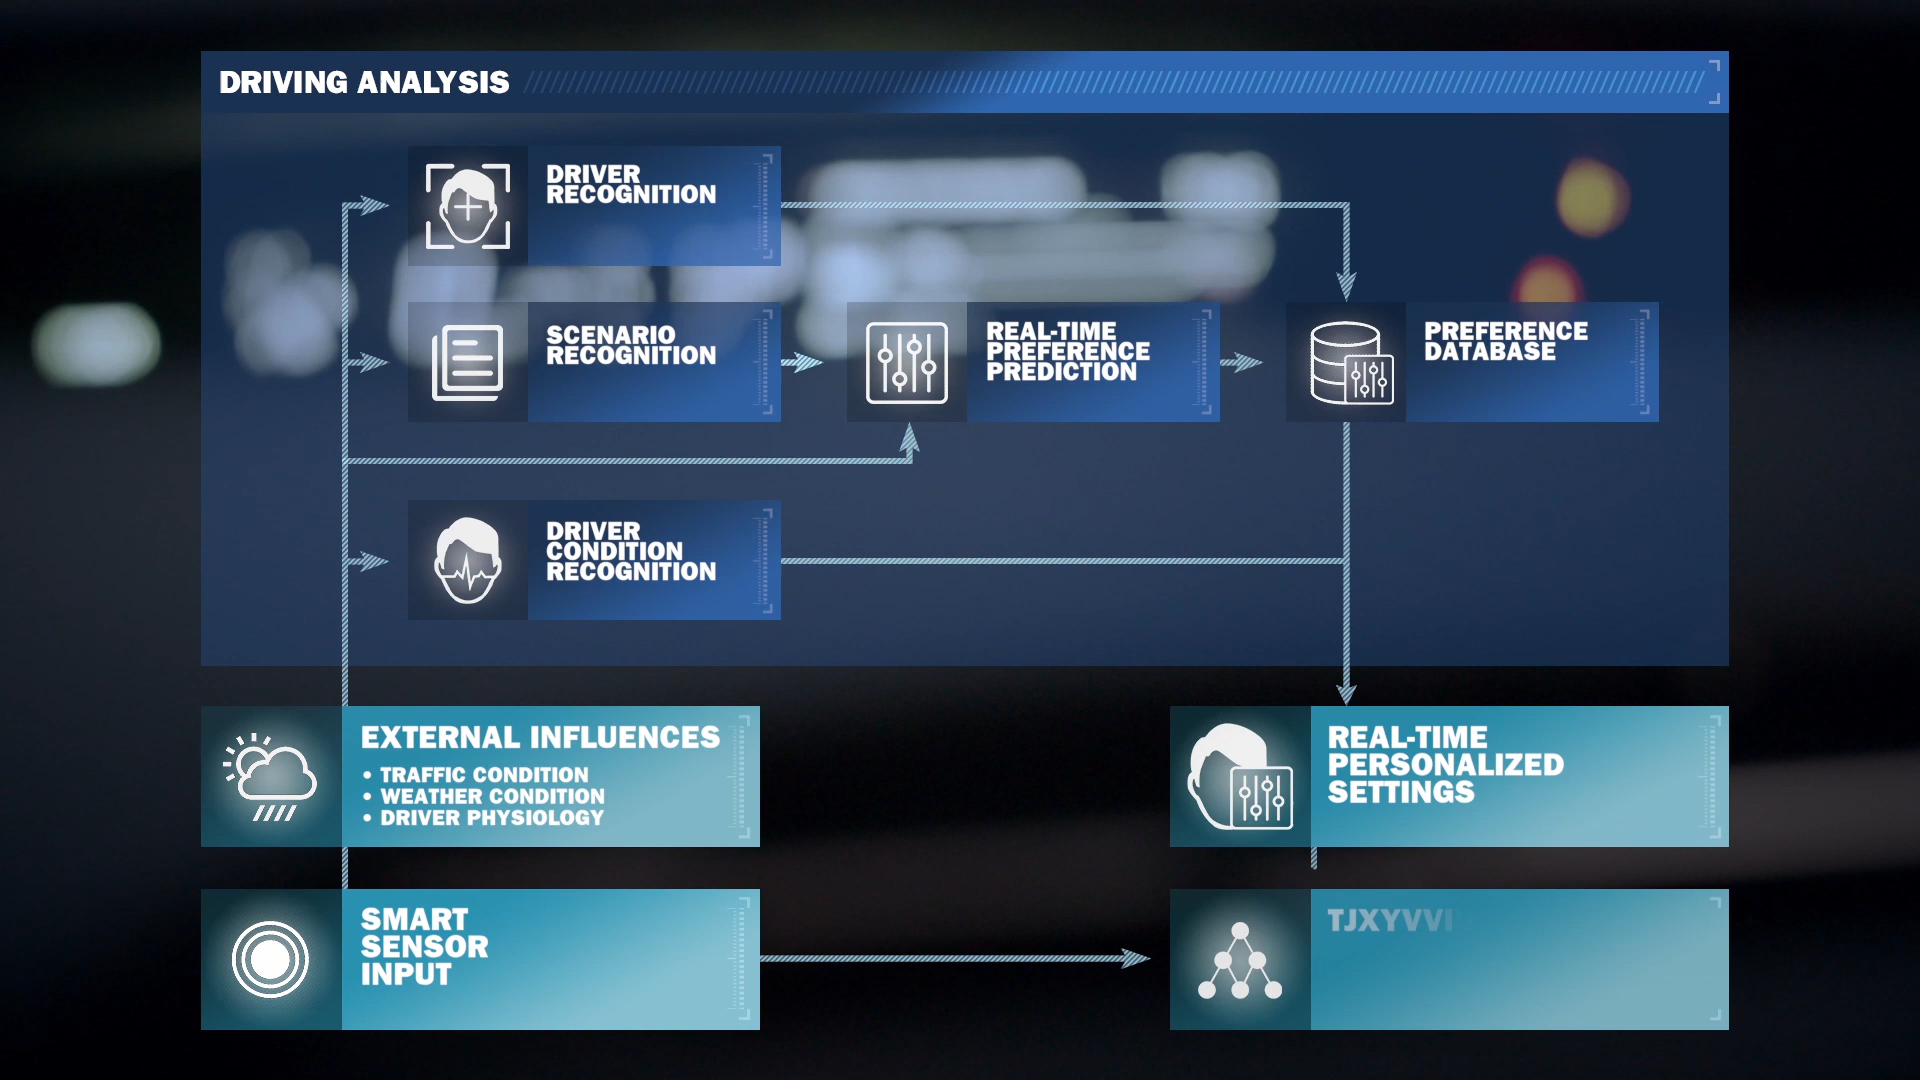 DRIVING ANALYSIS
DRIVER
RECOGNITION
SCENARIO
RECOGNITION
REAL-TIME
PREFERENCE
PREDICTION
PREFERENCE
DATABASE
DRIVER
CONDITION
RECOGNITION
EXTERNAL INFLUENCES
• TRAFFIC CONDITION
• WEATHER CONDITION
• DRIVER PHYSIOLOGY
REAL-TIME
PERSONALIZED
SETTINGS
SMART
SENSOR
INPUT